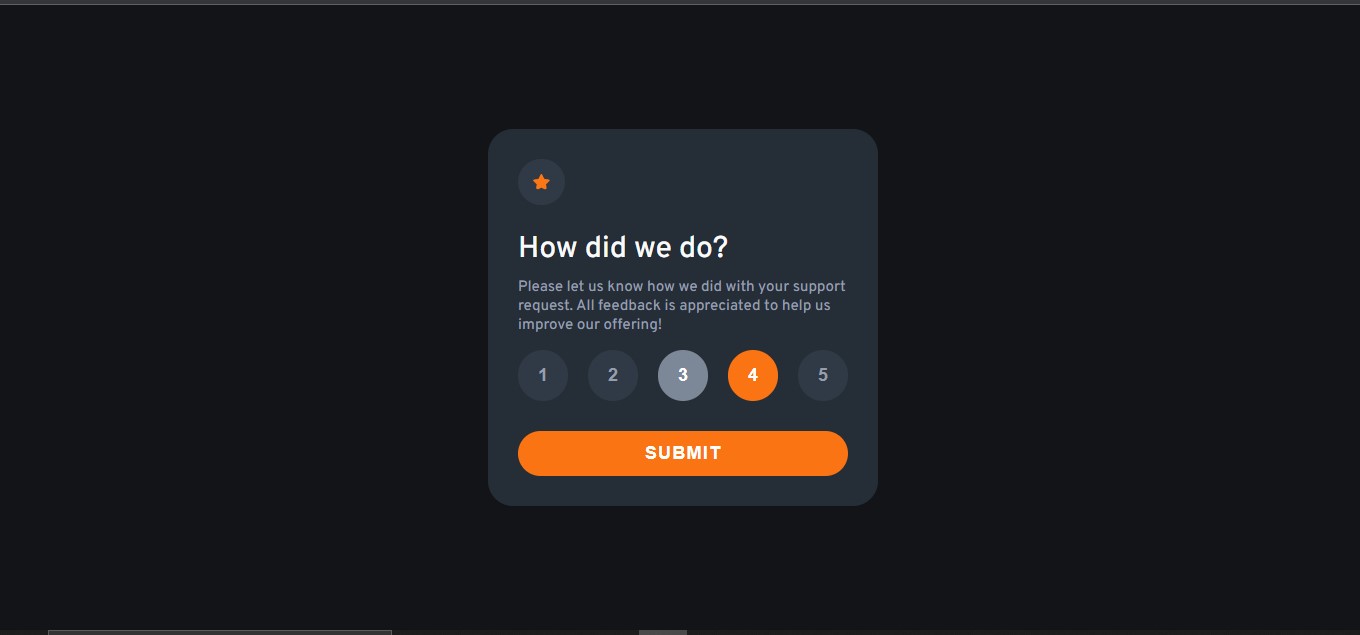 How did we do?
Please let us know how we did with your support
request. All feedback is appreciated to help us
improve our offering!
1 2 3 4 5
SUBMIT